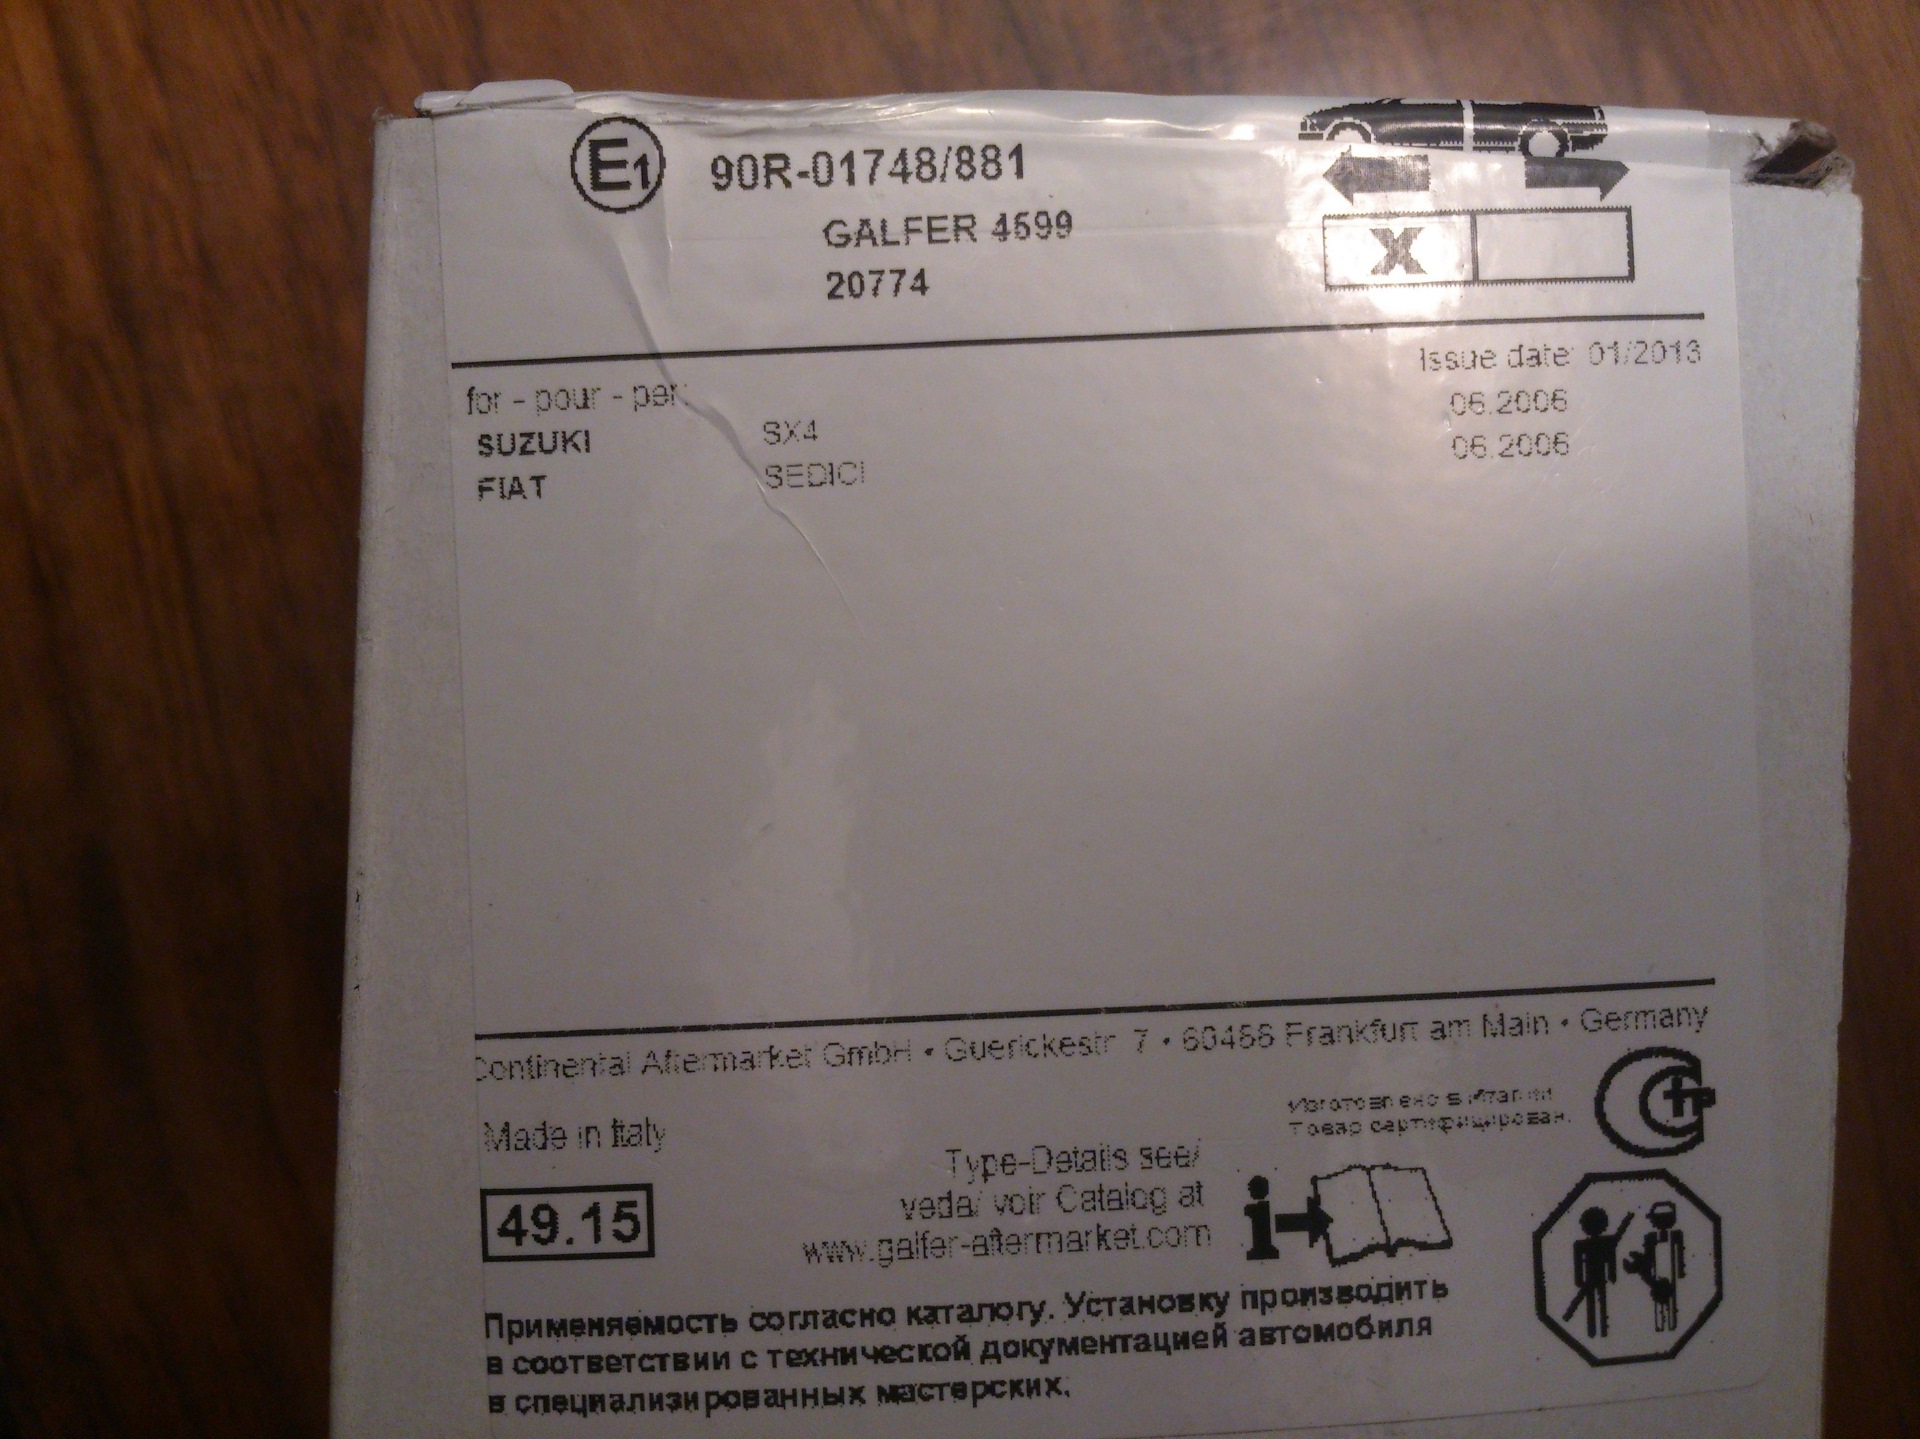 E1 90R-01748/881
GALFER 4599
20774
X
Issue date: 01/2013
for - pour - per:
SUZUKI SX4 06.2006
FIAT SEDICI 06.2006
Continental Aftermarket GmbH • Guerickestr. 7 • 60488 Frankfurt am Main • Germany
Made in Italy
Изготовлено в Италии
Товар сертифицирован.
49.15
Type-Details see/
veda/ voir Catalog at
www.galfer-aftermarket.com
Применяемость согласно каталогу. Установку производить
в соответствии с технической документацией автомобиля
в специализированных мастерских.